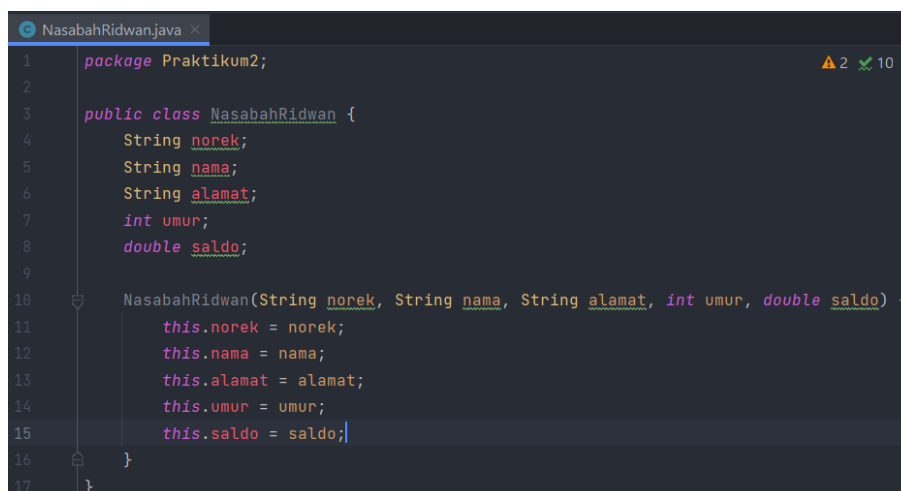 NasabahRidwan.java
2 10
1 package Praktikum2;
2
3 public class NasabahRidwan {
4 String norek;
5 String nama;
6 String alamat;
7 int umur;
8 double saldo;
9
10 NasabahRidwan(String norek, String nama, String alamat, int umur, double saldo) {
11 this.norek = norek;
12 this.nama = nama;
13 this.alamat = alamat;
14 this.umur = umur;
15 this.saldo = saldo;
16 }
17 }